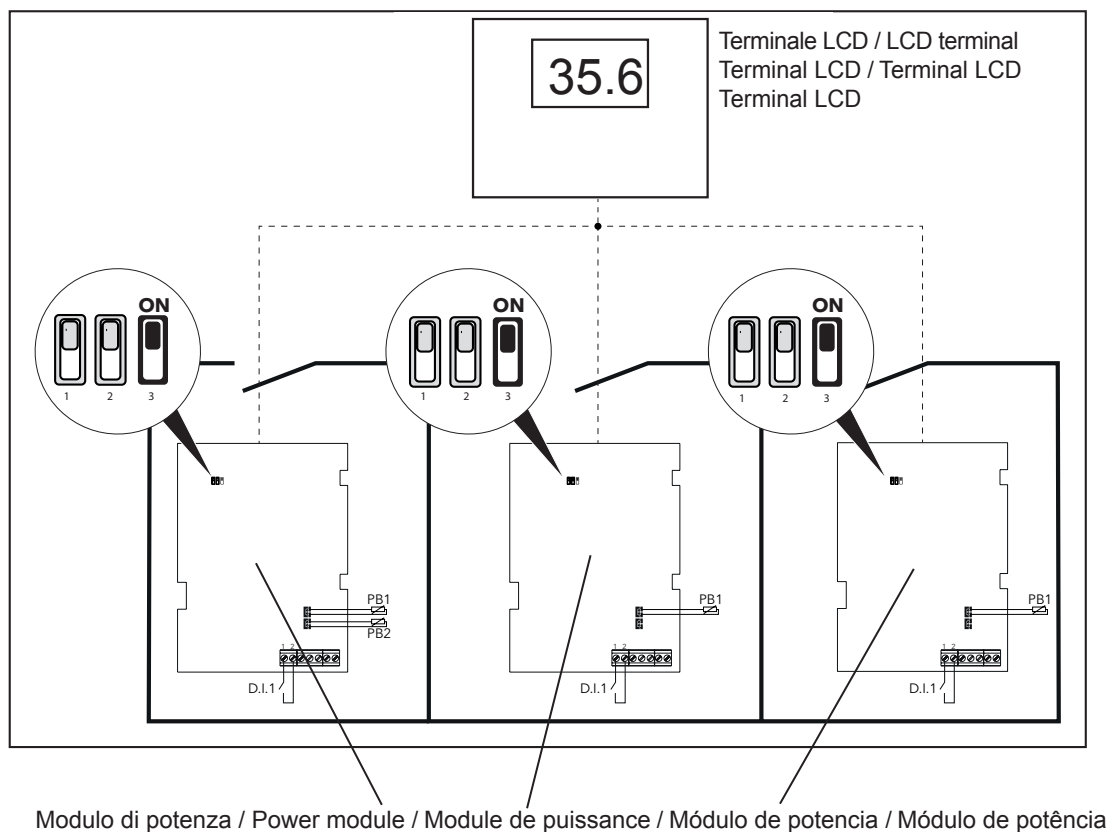 35.6
Terminale LCD / LCD terminal
Terminal LCD / Terminal LCD
Terminal LCD
ON
1 2 3
ON
1 2 3
ON
1 2 3
PB1
PB2
1 2
D.I.1
PB1
1 2
D.I.1
PB1
1 2
D.I.1
Modulo di potenza / Power module / Module de puissance / Módulo de potencia / Módulo de potência